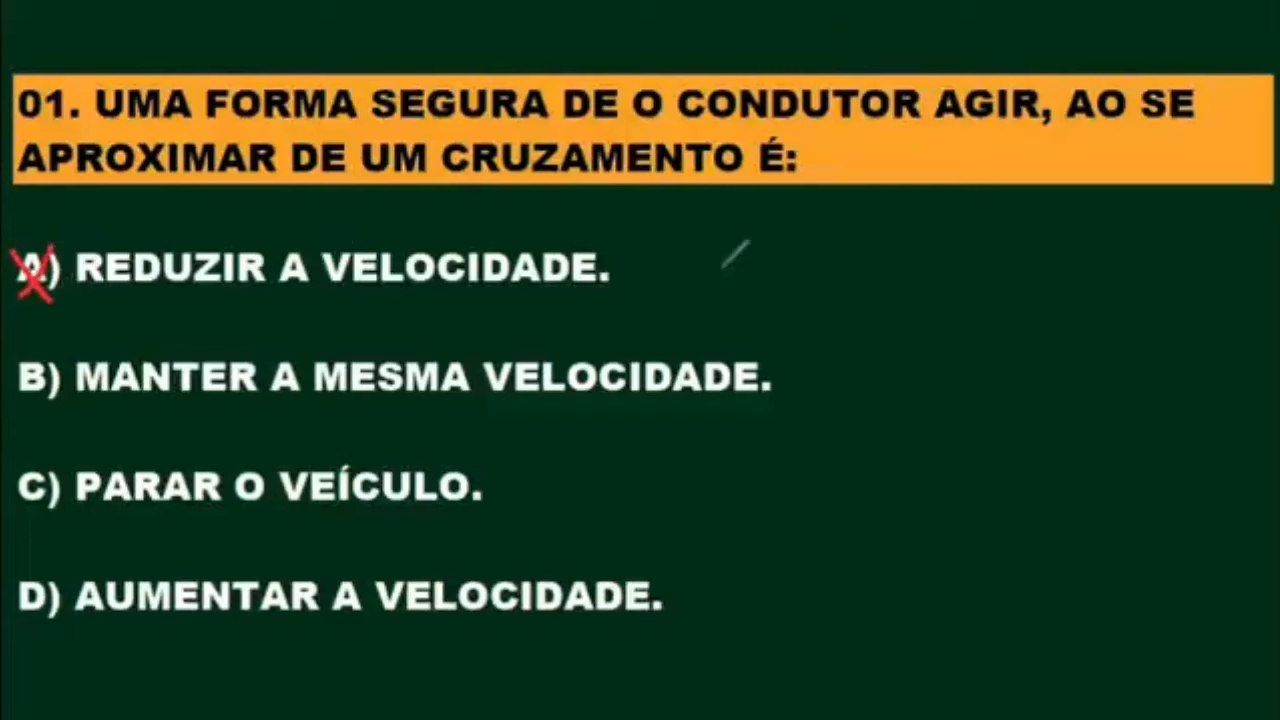 01. UMA FORMA SEGURA DE O CONDUTOR AGIR, AO SE
APROXIMAR DE UM CRUZAMENTO É:
A) REDUZIR A VELOCIDADE.
B) MANTER A MESMA VELOCIDADE.
C) PARAR O VEÍCULO.
D) AUMENTAR A VELOCIDADE.